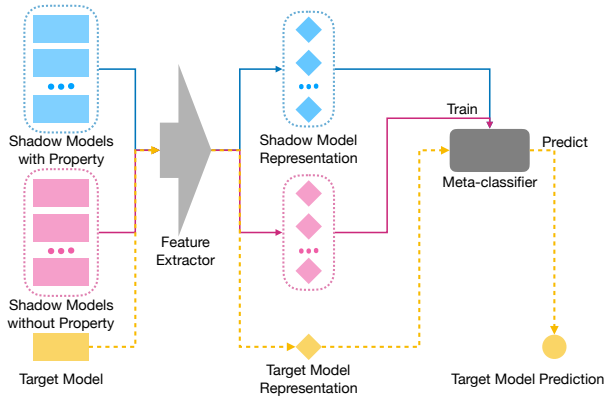 Shadow Models
with Property
Shadow Model
Representation
Train
Predict
Meta-classifier
Feature
Extractor
Shadow Models
without Property
Target Model
Target Model
Representation
Target Model Prediction